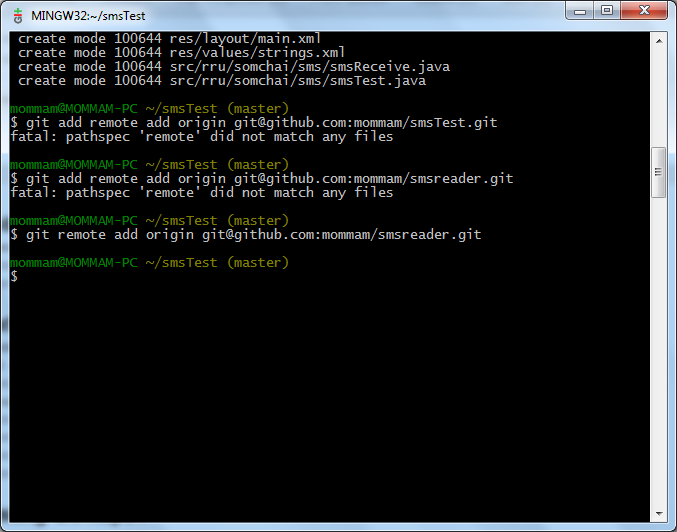 MINGW32:~/smsTest
create mode 100644 res/layout/main.xml
create mode 100644 res/values/strings.xml
create mode 100644 src/rru/somchai/sms/smsReceive.java
create mode 100644 src/rru/somchai/sms/smsTest.java
mommam@MOMMAM-PC ~/smsTest (master)
$ git add remote add origin git@github.com:mommam/smsTest.git
fatal: pathspec 'remote' did not match any files
mommam@MOMMAM-PC ~/smsTest (master)
$ git add remote add origin git@github.com:mommam/smsreader.git
fatal: pathspec 'remote' did not match any files
mommam@MOMMAM-PC ~/smsTest (master)
$ git remote add origin git@github.com:mommam/smsreader.git
mommam@MOMMAM-PC ~/smsTest (master)
$